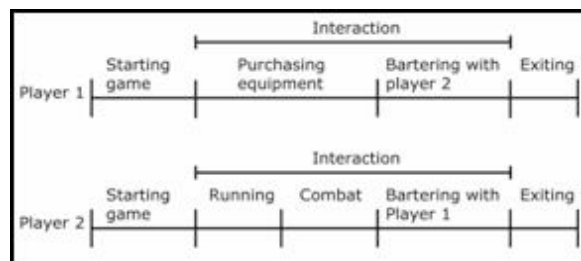 Interaction
Starting game
Purchasing equipment
Bartering with player 2
Exiting
Player 1
Interaction
Starting game
Running
Combat
Bartering with Player 1
Exiting
Player 2